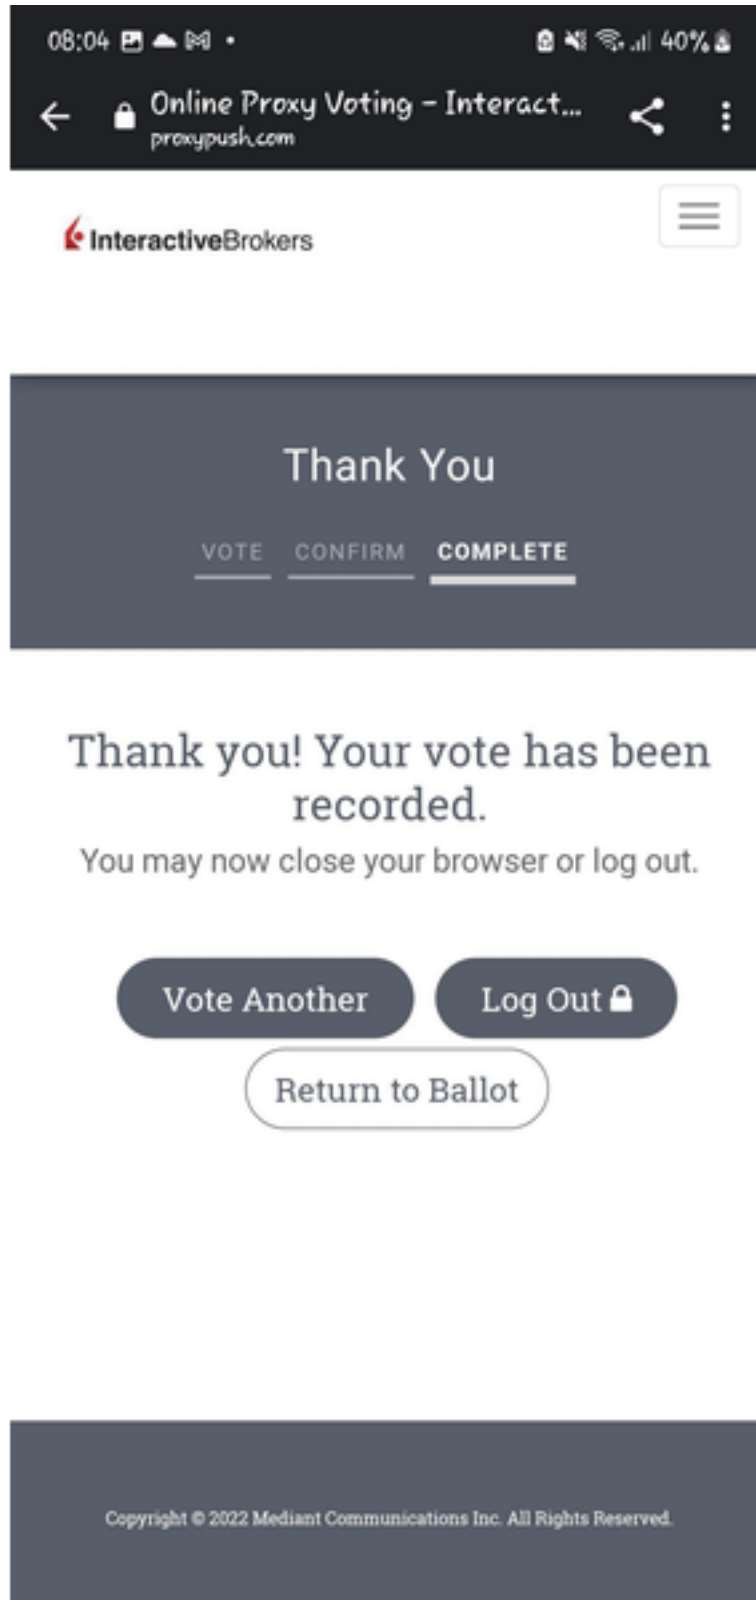 08:04
40%
Online Proxy Voting - Interact...
proxypush.com
InteractiveBrokers
Thank You
VOTE CONFIRM COMPLETE
Thank you! Your vote has been
recorded.
You may now close your browser or log out.
Vote Another
Log Out
Return to Ballot
Copyright © 2022 Mediant Communications Inc. All Rights Reserved.